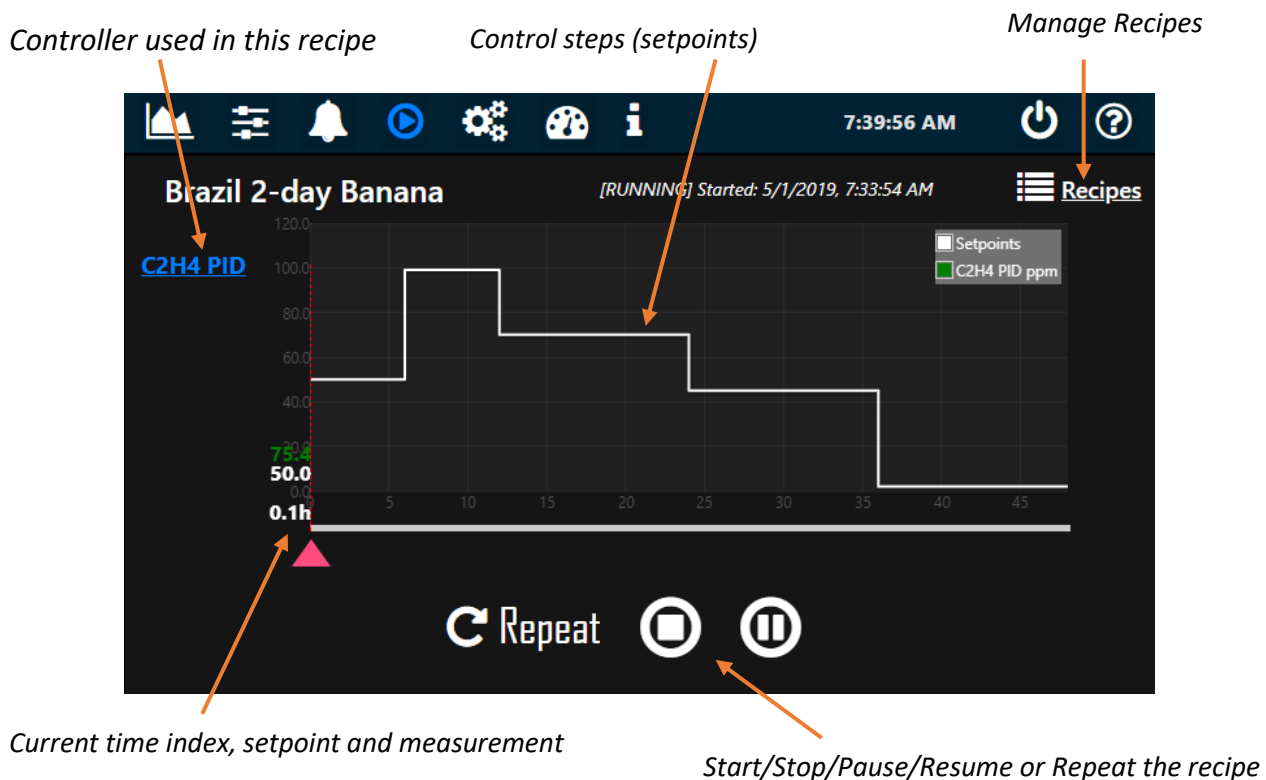 Manage Recipes
Controller used in this recipe
Control steps (setpoints)
7:39:56 AM
Brazil 2-day Banana
[RUNNING] Started: 5/1/2019, 7:33:54 AM
Recipes
C2H4 PID
120.0
100.0
80.0
60.0
40.0
20.0
0.0
Setpoints
C2H4 PID ppm
75.4
50.0
0.1h
0 5 10 15 20 25 30 35 40 45
Repeat
Current time index, setpoint and measurement
Start/Stop/Pause/Resume or Repeat the recipe